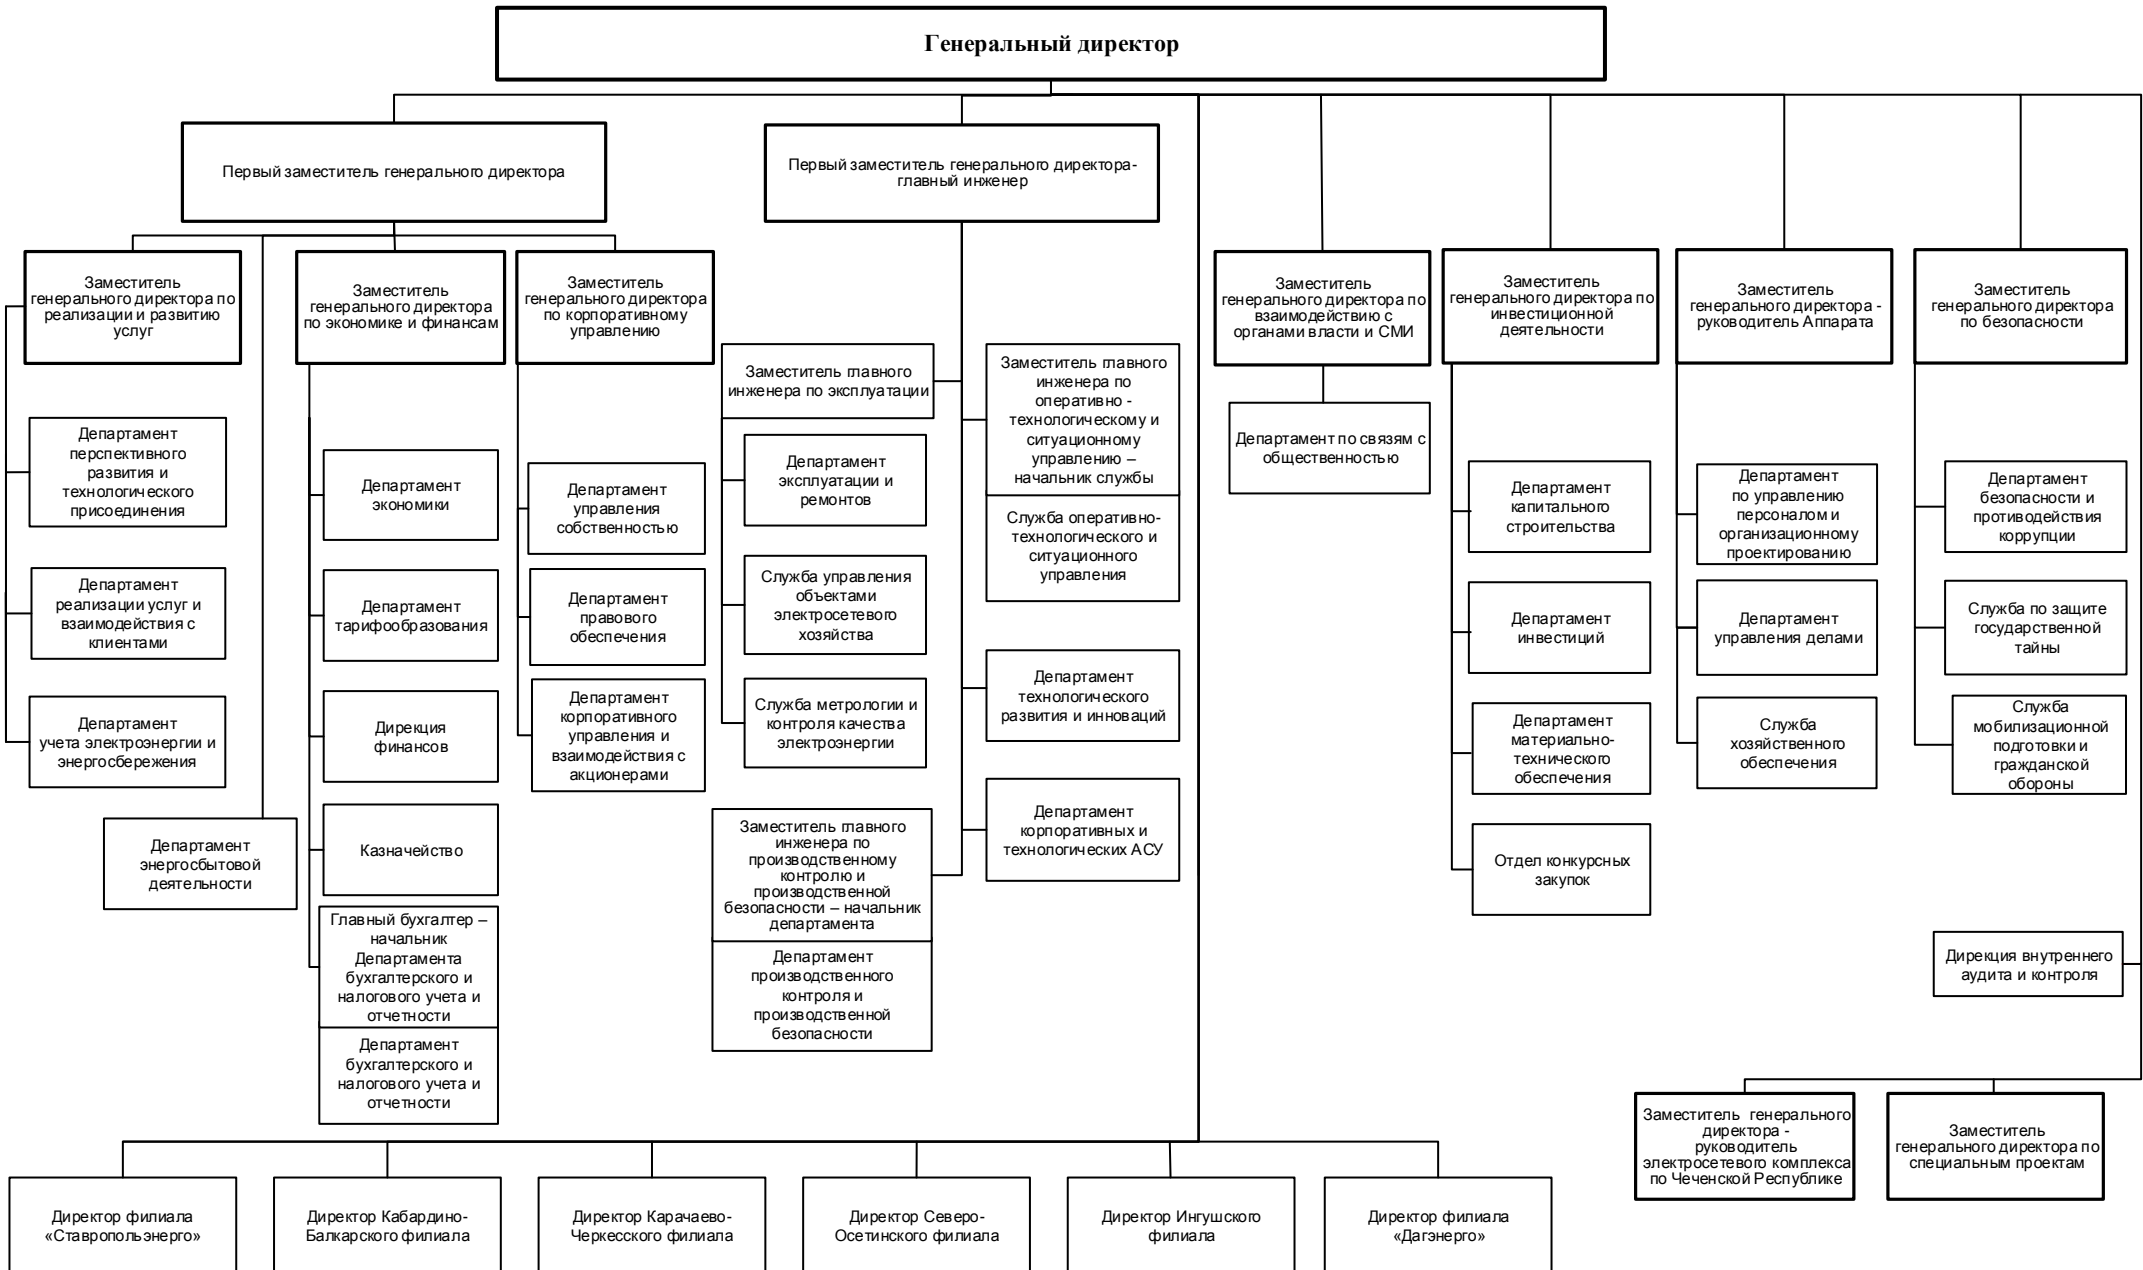 Генеральный директор
Первый заместитель генерального директора
Первый заместитель генерального директора-
главный инженер
Заместитель
генерального директора по
реализации и развитию
услуг
Заместитель
генерального директора
по экономике и финансам
Заместитель
генерального директора
по корпоративному
управлению
Заместитель
генерального директора по
взаимодействию с
органами власти и СМИ
Заместитель
генерального директора по
инвестиционной
деятельности
Заместитель
генерального директора -
руководитель Аппарата
Заместитель
генерального директора
по безопасности
Департамент
перспективного
развития и
технологического
присоединения
Департамент
реализации услуг и
взаимодействия с
клиентами
Департамент
учета электроэнергии и
энергосбережения
Департамент
энергосбытовой
деятельности
Департамент
экономики
Департамент
тарифообразования
Дирекция
финансов
Казначейство
Главный бухгалтер –
начальник
Департамента
бухгалтерского и
налогового учета и
отчетности
Департамент
бухгалтерского и
налогового учета и
отчетности
Департамент
управления
собственностью
Департамент
правового
обеспечения
Департамент
корпоративного
управления и
взаимодействия с
акционерами
Заместитель главного
инженера по эксплуатации
Департамент
эксплуатации и
ремонтов
Служба управления
объектами
электросетевого
хозяйства
Служба метрологии и
контроля качества
электроэнергии
Заместитель главного
инженера по
производственному
контролю и
производственной
безопасности – начальник
департамента
Департамент
производственного
контроля и
производственной
безопасности
Заместитель главного
инженера по
оперативно -
технологическому и
ситуационному
управлению –
начальник службы
Служба оперативно-
технологического и
ситуационного
управления
Департамент
технологического
развития и инноваций
Департамент
корпоративных и
технологических АСУ
Департамент по связям с
общественностью
Департамент
капитального
строительства
Департамент
инвестиций
Департамент
материально-
технического
обеспечения
Отдел конкурсных
закупок
Департамент
по управлению
персоналом и
организационному
проектированию
Департамент
управления делами
Служба
хозяйственного
обеспечения
Департамент
безопасности и
противодействия
коррупции
Служба по защите
государственной
тайны
Служба
мобилизационной
подготовки и
гражданской
обороны
Дирекция внутреннего
аудита и контроля
Заместитель генерального
директора -
руководитель
электросетевого комплекса
по Чеченской Республике
Заместитель
генерального директора по
специальным проектам
Директор филиала
«Ставропольэнерго»
Директор Кабардино-
Балкарского филиала
Директор Карачаево-
Черкесского филиала
Директор Северо-
Осетинского филиала
Директор Ингушского
филиала
Директор филиала
«Дагэнерго»